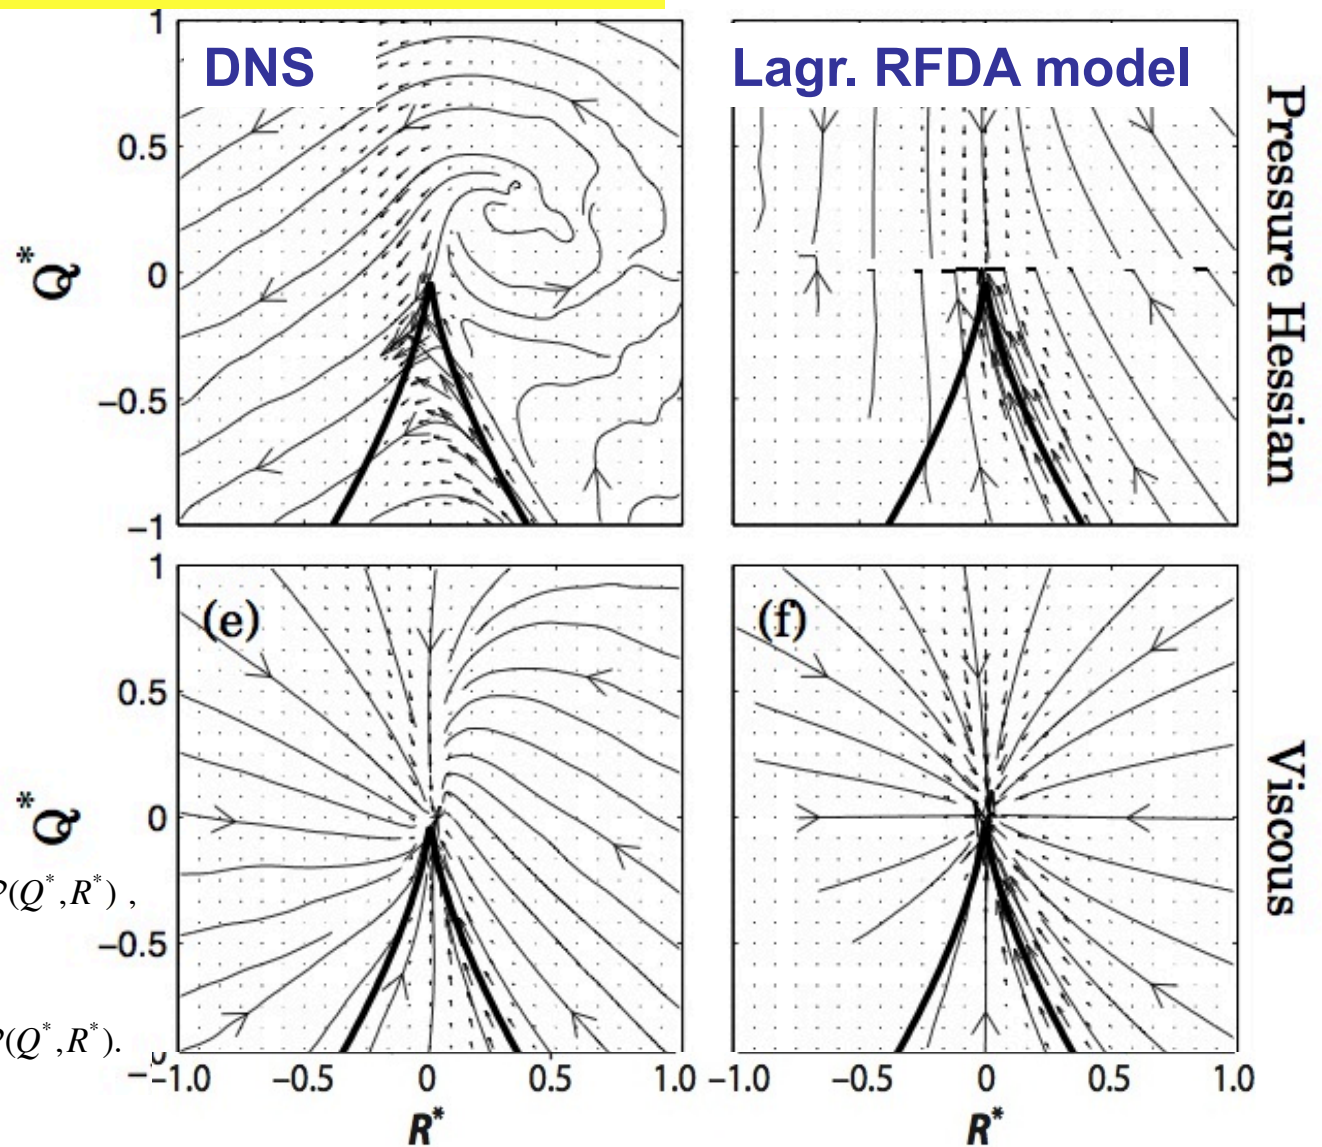 DNS
Lagr. RFDA model
1
0.5
0
−0.5
−1
Q*
Pressure Hessian
(e)
(f)
1
0.5
0
−0.5
Q*
Viscous
(Q*,R*) ,
(Q*,R*).
−1.0 −0.5 0 0.5 1.0
−1.0 −0.5 0 0.5 1.0
R*
R*